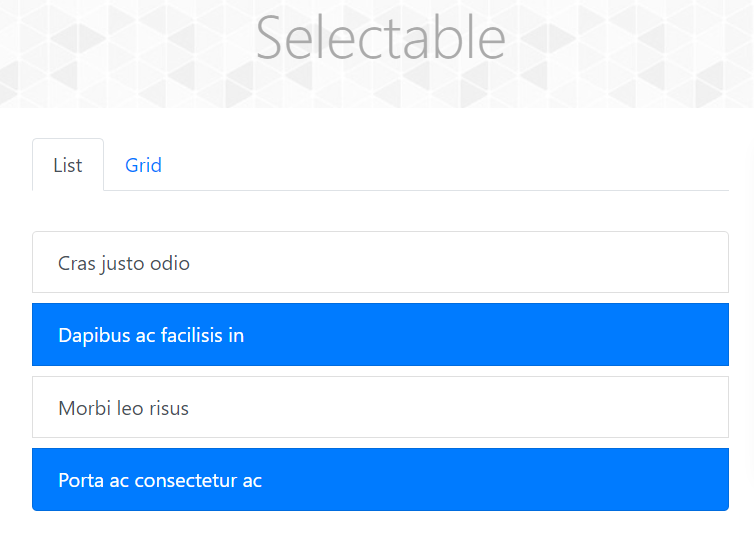 Selectable
List Grid
Cras justo odio
Dapibus ac facilisis in
Morbi leo risus
Porta ac consectetur ac